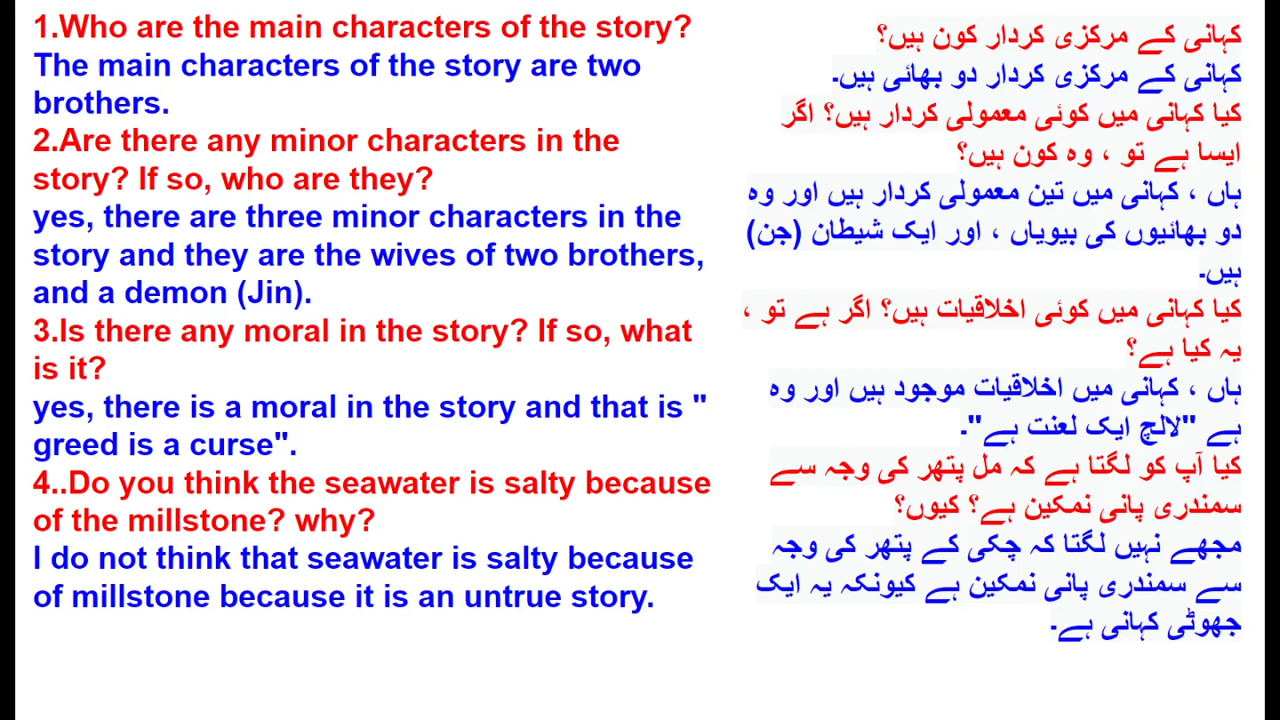 1.Who are the main characters of the story?
The main characters of the story are two
brothers.
2.Are there any minor characters in the
story? If so, who are they?
yes, there are three minor characters in the
story and they are the wives of two brothers,
and a demon (Jin).
3.Is there any moral in the story? If so, what
is it?
yes, there is a moral in the story and that is "
greed is a curse".
4..Do you think the seawater is salty because
of the millstone? why?
I do not think that seawater is salty because
of millstone because it is an untrue story.
کہانی کے مرکزی کردار کون ہیں؟
کہانی کے مرکزی کردار دو بھائی ہیں۔
کیا کہانی میں کوئی معمولی کردار ہیں؟ اگر
ایسا ہے تو ، وہ کون ہیں؟
ہاں ، کہانی میں تین معمولی کردار ہیں اور وہ
دو بھائیوں کی بیویاں ، اور ایک شیطان (جن)
ہیں۔
کیا کہانی میں کوئی اخلاقیات ہیں؟ اگر ہے تو ،
یہ کیا ہے؟
ہاں ، کہانی میں اخلاقیات موجود ہیں اور وہ
ہے "لالچ ایک لعنت ہے"۔
کیا آپ کو لگتا ہے کہ مل پتھر کی وجہ سے
سمندری پانی نمکین ہے؟ کیوں؟
مجھے نہیں لگتا کہ چکی کے پتھر کی وجہ
سے سمندری پانی نمکین ہے کیونکہ یہ ایک
جھوٹی کہانی ہے۔